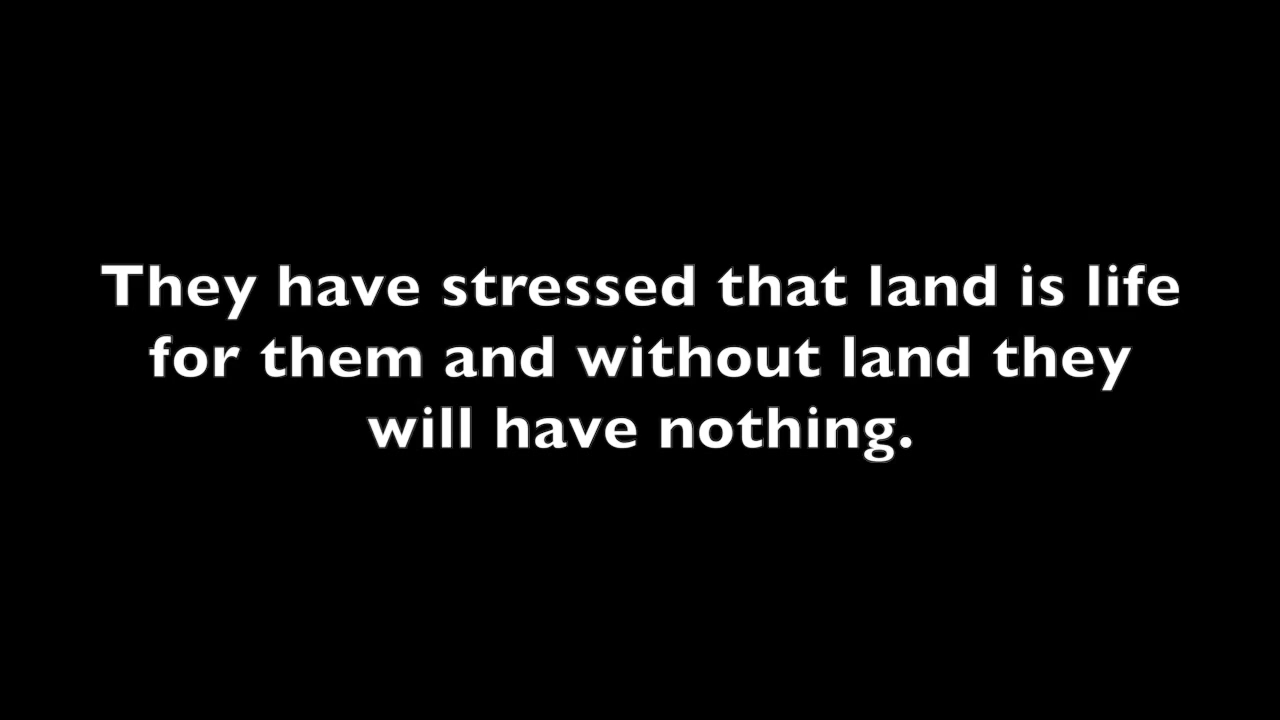 They have stressed that land is life
for them and without land they
will have nothing.